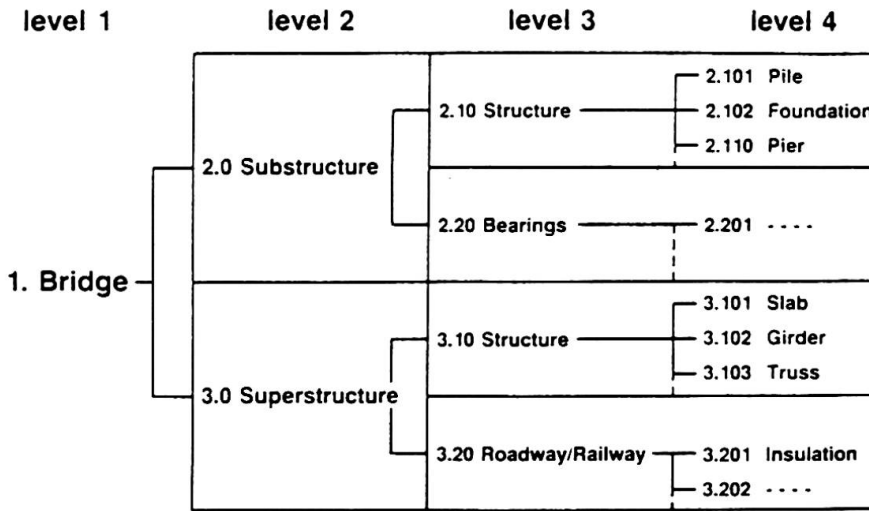 level 1 level 2 level 3 level 4
2.101 Pile
2.10 Structure 2.102 Foundation
2.110 Pier
2.0 Substructure
2.20 Bearings 2.201 ----
1. Bridge
3.101 Slab
3.10 Structure 3.102 Girder
3.103 Truss
3.0 Superstructure
3.20 Roadway/Railway 3.201 Insulation
3.202 ----